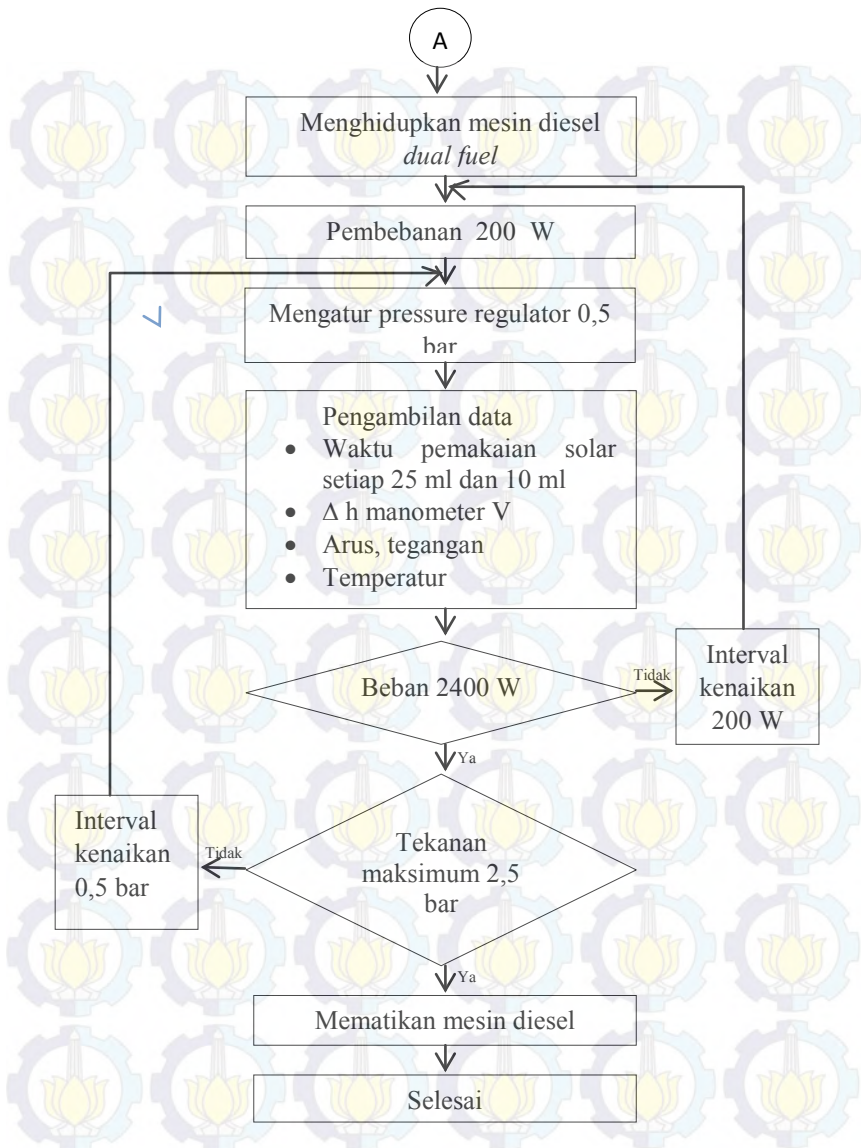 A
Menghidupkan mesin diesel
dual fuel
Pembebanan 200 W
Mengatur pressure regulator 0,5
bar
Pengambilan data
• Waktu pemakaian solar
setiap 25 ml dan 10 ml
• Δ h manometer V
• Arus, tegangan
• Temperatur
Beban 2400 W
Tidak
Interval
kenaikan
200 W
Ya
Interval
kenaikan
0,5 bar
Tidak
Tekanan
maksimum 2,5
bar
Ya
Mematikan mesin diesel
Selesai